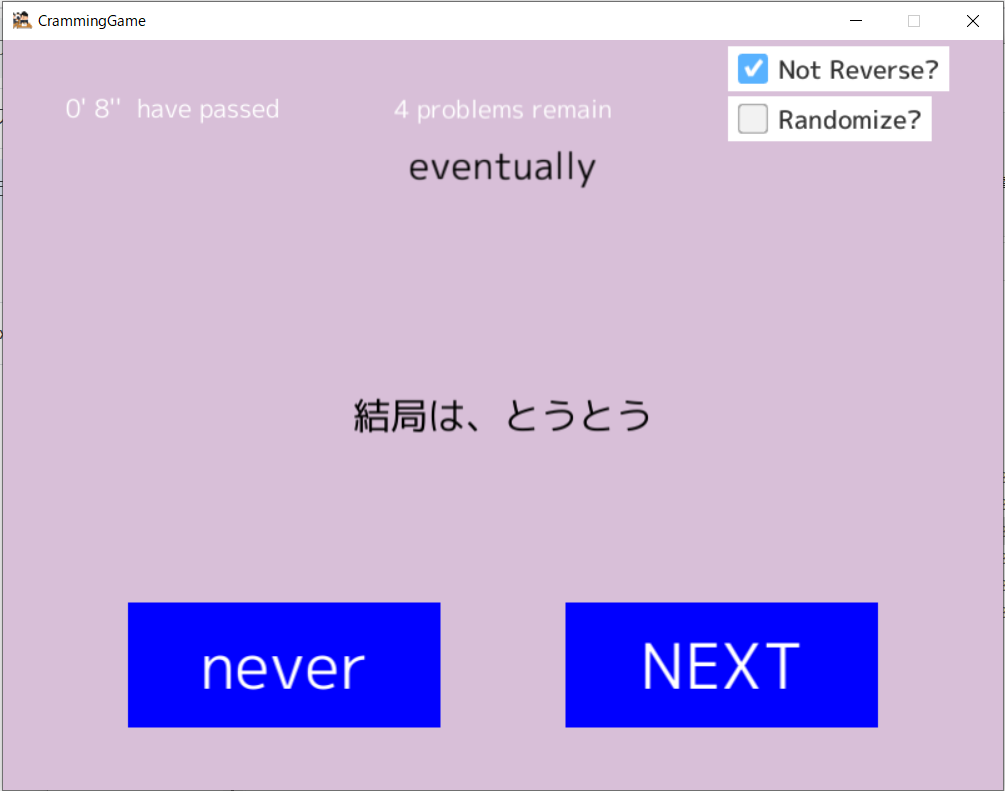 CrammingGame
Not Reverse?
0' 8'' have passed
4 problems remain
Randomize?
eventually
結局は、とうとう
never
NEXT